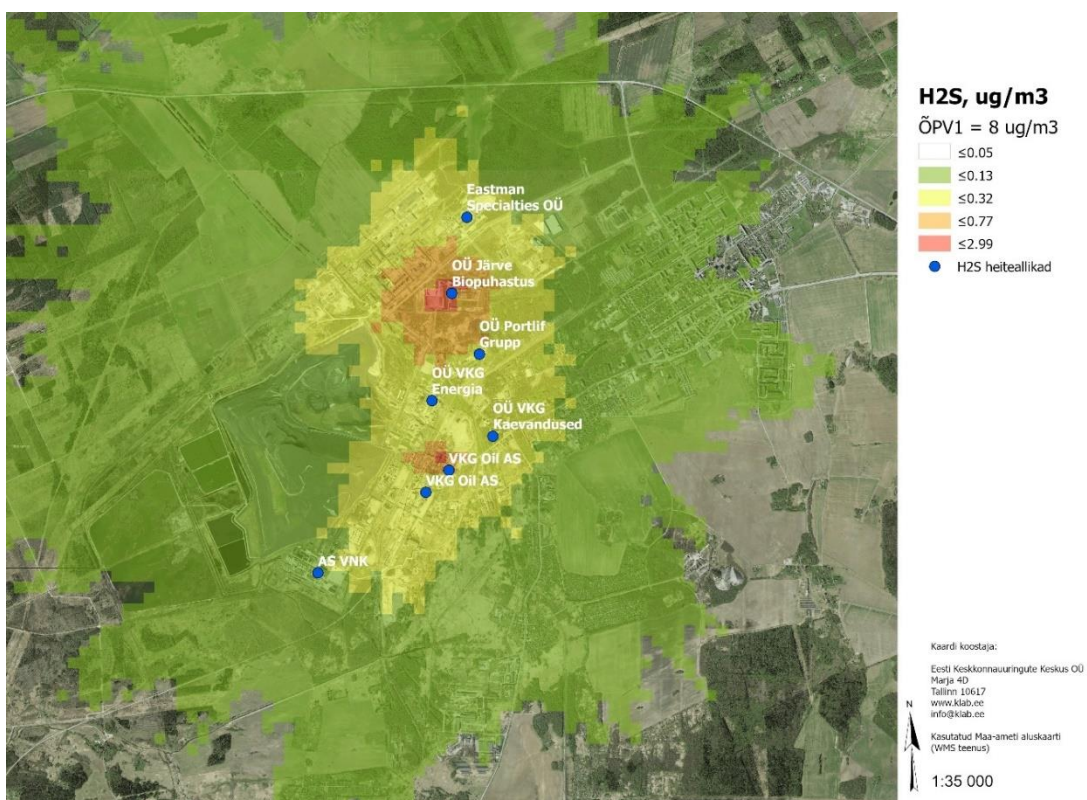 Eastman
Specialties OÜ
OÜ Järve
Biopuhastus
OÜ Portlif
Grupp
OÜ VKG
Energia
OÜ VKG
Kaevandused
VKG Oil AS
VKG Oil AS
AS VNK
H2S, ug/m3
ÕPV1 = 8 ug/m3
≤0.05
≤0.13
≤0.32
≤0.77
≤2.99
H2S heiteallikad
Kaardi koostaja:
Eesti Keskkonnauuringute Keskus OÜ
Marja 4D
Tallinn 10617
www.klab.ee
info@klab.ee
Kasutatud Maa-ameti aluskaarti
(WMS teenus)
N
1:35 000